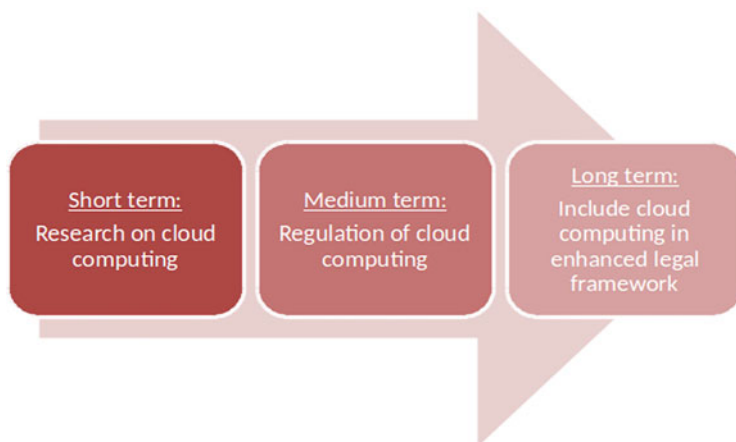 Short term:
Research on cloud
computing
Medium term:
Regulation of cloud
computing
Long term:
Include cloud
computing in
enhanced legal
framework